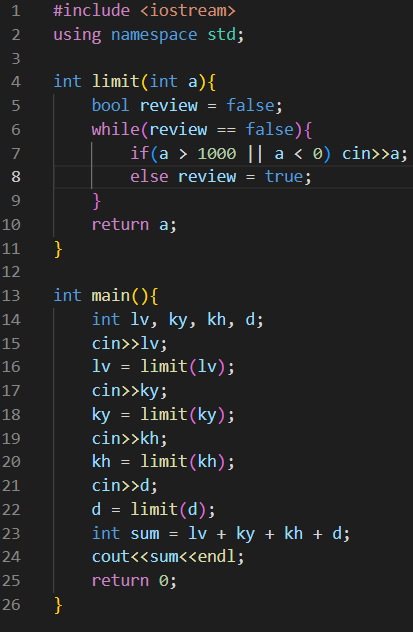 1 #include <iostream>
2 using namespace std;
3
4 int limit(int a){
5     bool review = false;
6     while(review == false){
7         if(a > 1000 || a < 0) cin>>a;
8         else review = true;
9     }
10     return a;
11 }
12
13 int main(){
14     int lv, ky, kh, d;
15     cin>>lv;
16     lv = limit(lv);
17     cin>>ky;
18     ky = limit(ky);
19     cin>>kh;
20     kh = limit(kh);
21     cin>>d;
22     d = limit(d);
23     int sum = lv + ky + kh + d;
24     cout<<sum<<endl;
25     return 0;
26 }